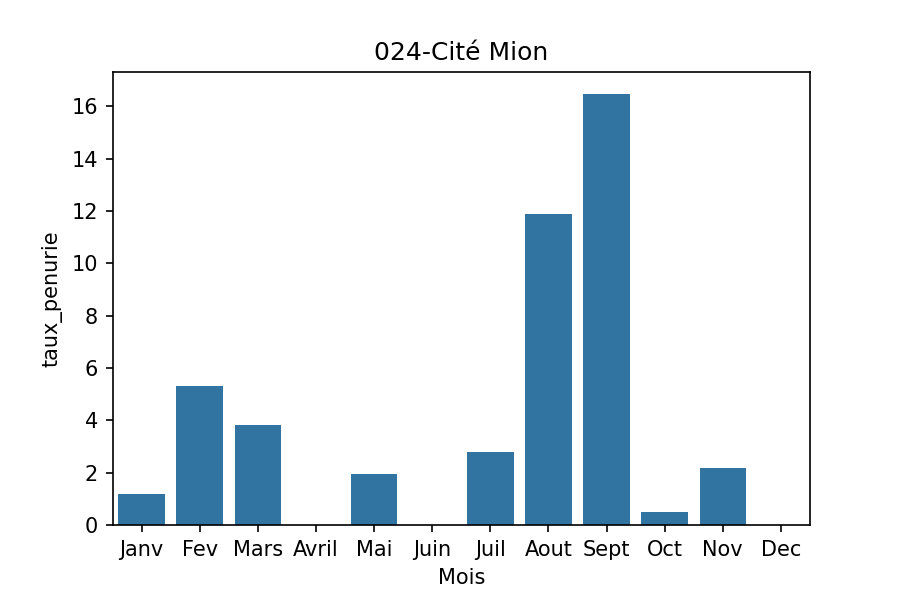 024-Cité Mion
taux_penurie
16
14
12
10
8
6
4
2
0
Janv Fev Mars Avril Mai Juin Juil Aout Sept Oct Nov Dec
Mois